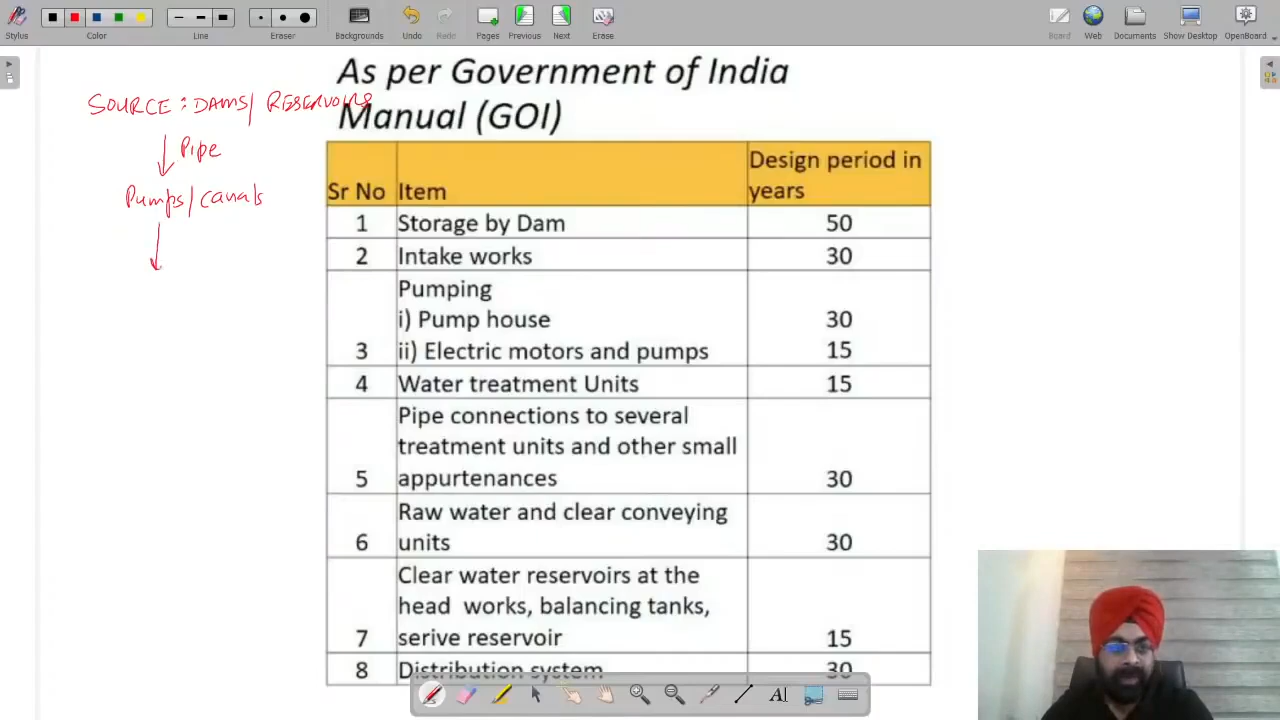 Stylus
Color
Line
Eraser
Backgrounds
Undo
Redo
Pages
Previous
Next
Erase
Board
Web
Documents
Show Desktop
OpenBoard
As per Government of India
Manual (GOI)
SOURCE : DAMS/ RESERVOIRS
Pipe
Pumps/canals
Sr No Item Design period in
years
1 Storage by Dam 50
2 Intake works 30
Pumping
i) Pump house 30
3 ii) Electric motors and pumps 15
4 Water treatment Units 15
Pipe connections to several
treatment units and other small
5 appurtenances 30
Raw water and clear conveying
6 units 30
Clear water reservoirs at the
head works, balancing tanks,
7 serive reservoir 15
8 Distribution system 30
AI